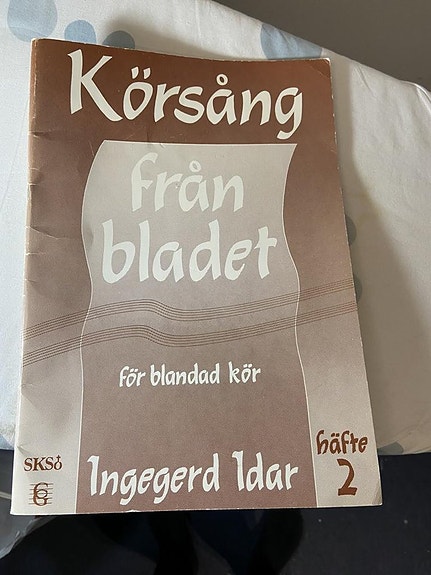 Körsång
från
bladet
för blandad kör
Ingegerd Idar
häfte
2
SKSö